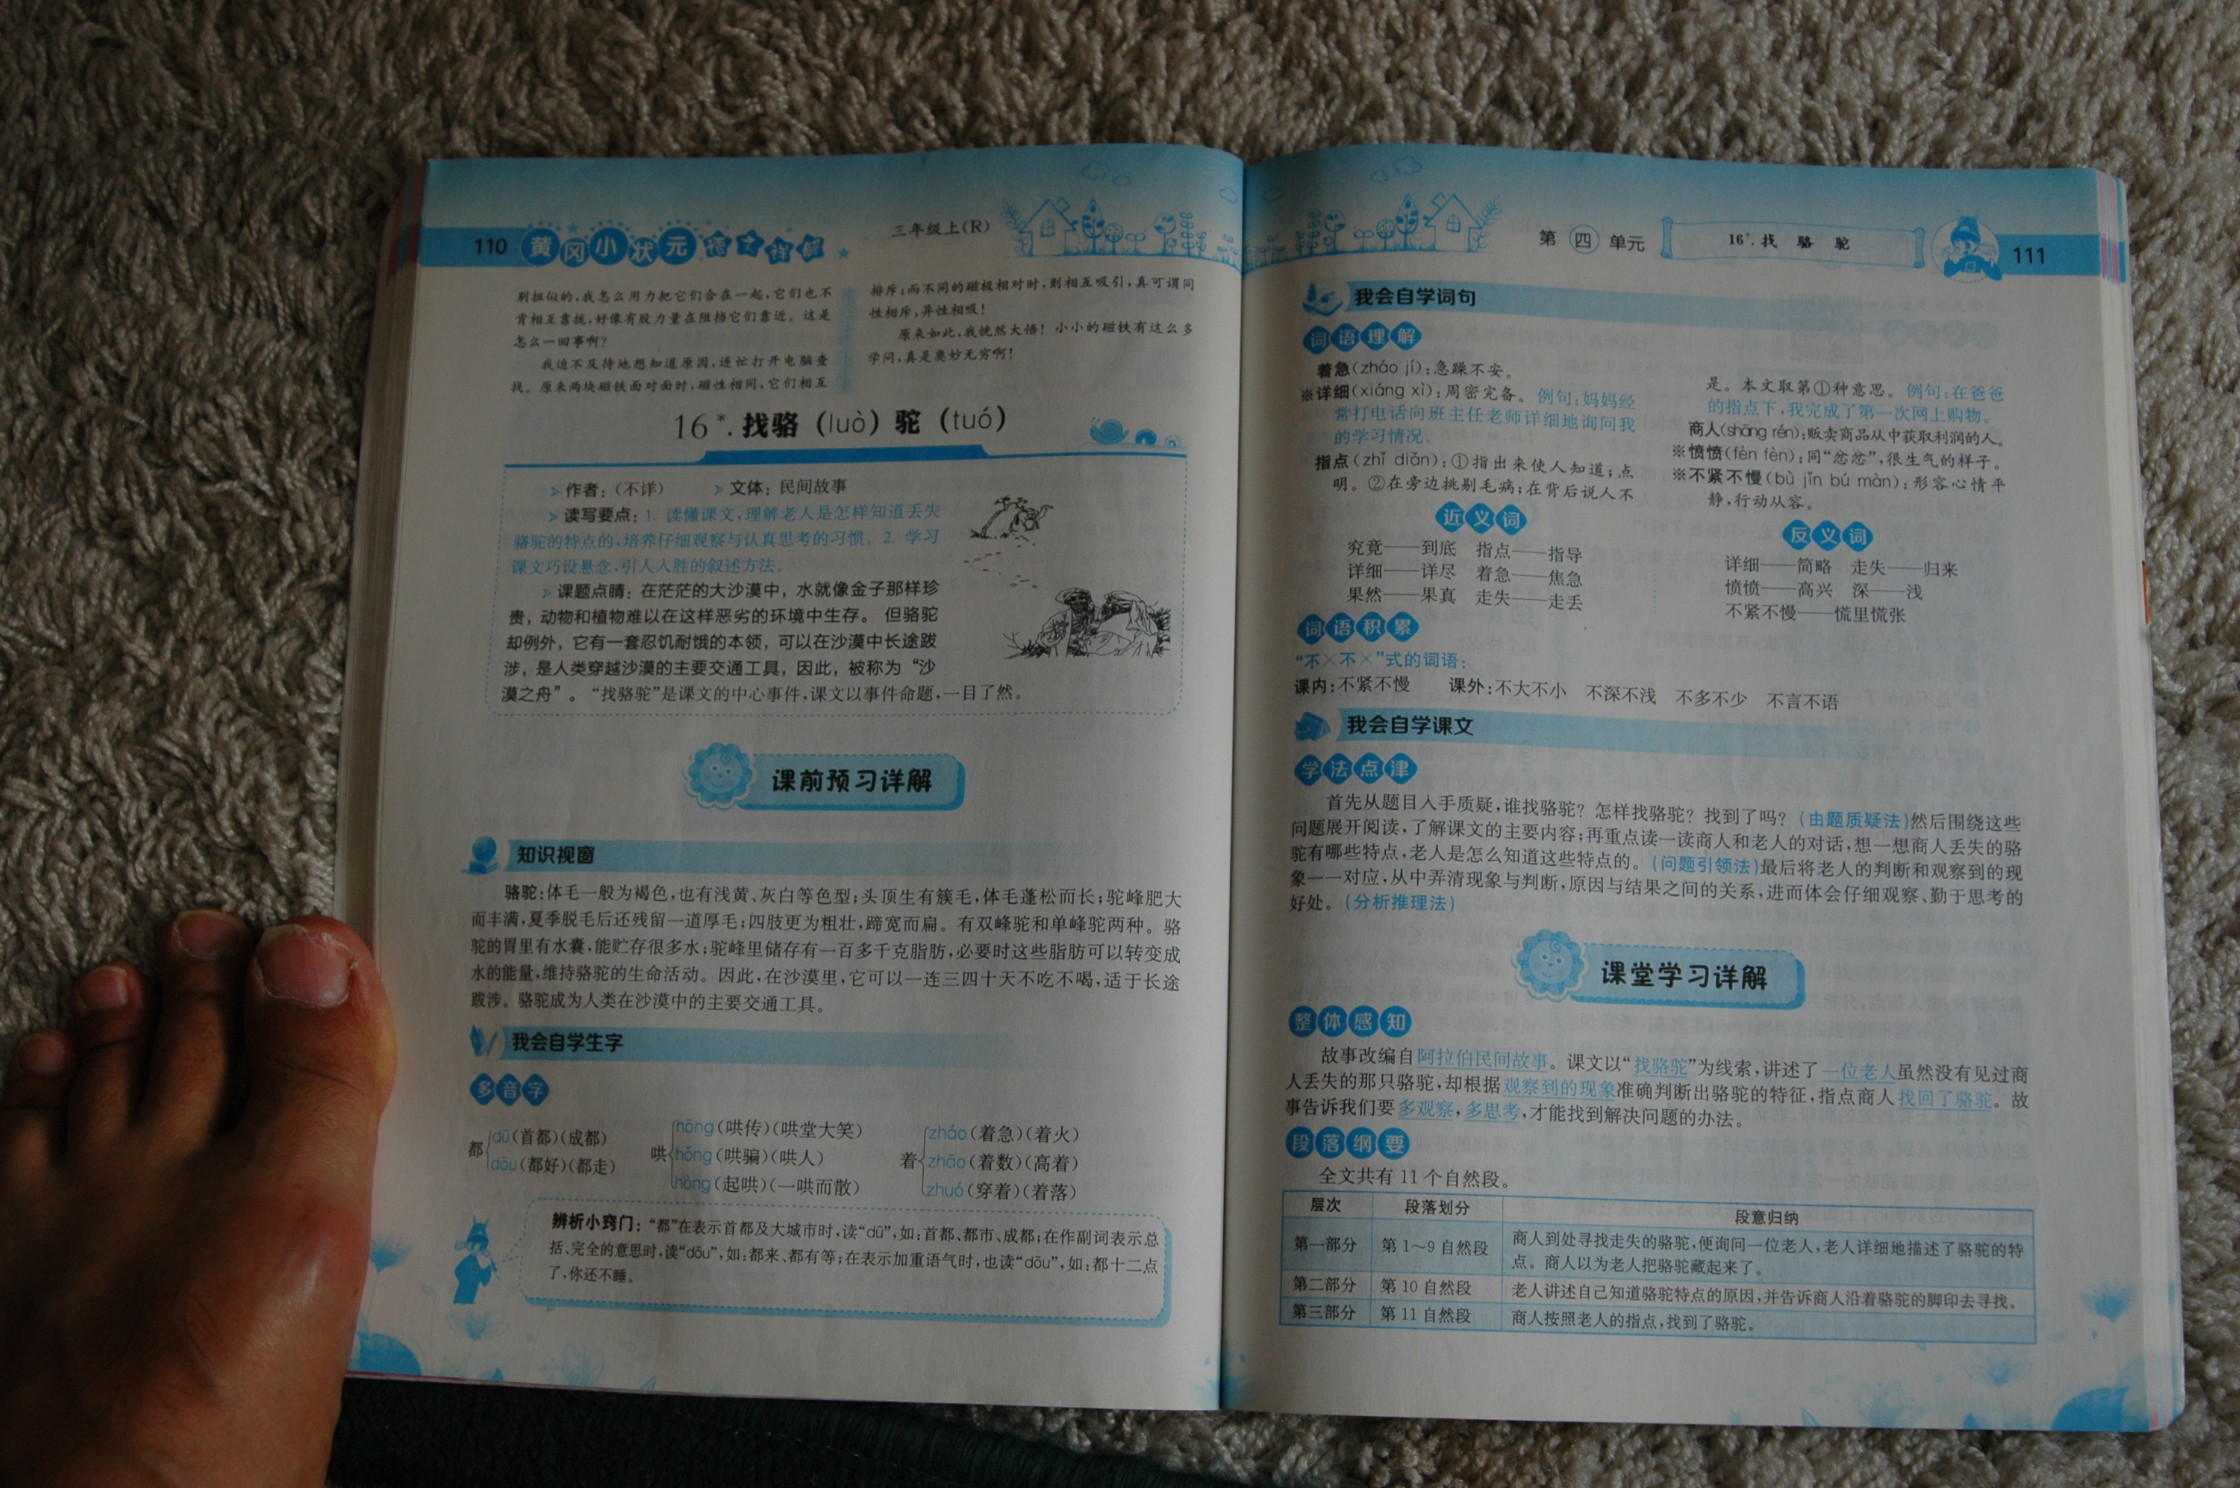 110 黄冈小状元 语文详解 三年级上(R)
别担似的,我怎么用力把它们合在一起,它们也不
肯相互靠拢,好像有股力量在阻挡它们靠近。这是
怎么一回事啊?
我迫不及待地想知道原因,连忙打开电脑查
找。原来两块磁铁面对面时,磁性相同,它们相互
排斥;而不同的磁极相对时,则相互吸引,真可谓同
性相斥,异性相吸!
原来如此,我恍然大悟!小小的磁铁有这么多
学问,真是奥妙无穷啊!
16*.找骆(luò)驼(tuó)
作者:(不详) 文体:民间故事
读写要点:1. 读懂课文,理解老人是怎样知道丢失
骆驼的特点的,培养仔细观察与认真思考的习惯。2. 学习
课文巧设悬念,引人入胜的叙述方法。
课题点睛:在茫茫的大沙漠中,水就像金子那样珍
贵,动物和植物难以在这样恶劣的环境中生存。但骆驼
却例外,它有一套忍饥耐饿的本领,可以在沙漠中长途跋
涉,是人类穿越沙漠的主要交通工具,因此,被称为“沙
漠之舟”。“找骆驼”是课文的中心事件,课文以事件命题,一目了然。
课前预习详解
知识视窗
骆驼:体毛一般为褐色,也有浅黄、灰白等色型;头顶生有簇毛,体毛蓬松而长;驼峰肥大
而丰满,夏季脱毛后还残留一道厚毛;四肢更为粗壮,蹄宽而扁。有双峰驼和单峰驼两种。骆
驼的胃里有水囊,能贮存很多水;驼峰里储存有一百多千克脂肪,必要时这些脂肪可以转变成
水的能量,维持骆驼的生命活动。因此,在沙漠里,它可以一连三四十天不吃不喝,适于长途
跋涉。骆驼成为人类在沙漠中的主要交通工具。
我会自学生字
多音字
都{dū(首都)(成都)
dōu(都好)(都走)
哄{hōng(哄传)(哄堂大笑)
hǒng(哄骗)(哄人)
hòng(起哄)(一哄而散)
着{zháo(着急)(着火)
zhāo(着数)(高着)
zhuó(穿着)(着落)
辨析小窍门:“都”在表示首都及大城市时,读“dū”,如:首都、都市、成都;在作副词表示总
括、完全的意思时,读“dōu”,如:都来、都有等;在表示加重语气时,也读“dōu”,如:都十二点
了,你还不睡。
第四单元 16*.找骆驼 111
我会自学词句
词语理解
着急(zháo jí):急躁不安。
※详细(xiáng xì):周密完备。例句:妈妈经
常打电话向班主任老师详细地询问我
的学习情况。
指点(zhǐ diǎn):①指出来使人知道;点
明。②在旁边挑剔毛病;在背后说人不
是。本文取第①种意思。例句:在爸爸
的指点下,我完成了第一次网上购物。
商人(shāng rén):贩卖商品从中获取利润的人。
※愤愤(fèn fèn):同“忿忿”,很生气的样子。
※不紧不慢(bù jǐn bú màn):形容心情平
静,行动从容。
近义词
究竟——到底 指点——指导
详细——详尽 着急——焦急
果然——果真 走失——走丢
反义词
详细——简略 走失——归来
愤愤——高兴 深——浅
不紧不慢——慌里慌张
词语积累
“不×不×”式的词语:
课内:不紧不慢 课外:不大不小 不深不浅 不多不少 不言不语
我会自学课文
学法点津
首先从题目入手质疑,谁找骆驼?怎样找骆驼?找到了吗?(由题质疑法)然后围绕这些
问题展开阅读,了解课文的主要内容;再重点读一读商人和老人的对话,想一想商人丢失的骆
驼有哪些特点,老人是怎么知道这些特点的。(问题引领法)最后将老人的判断和观察到的现
象一一对应,从中弄清现象与判断,原因与结果之间的关系,进而体会仔细观察、勤于思考的
好处。(分析推理法)
课堂学习详解
整体感知
故事改编自阿拉伯民间故事。课文以“找骆驼”为线索,讲述了一位老人虽然没有见过商
人丢失的那只骆驼,却根据观察到的现象准确判断出骆驼的特征,指点商人找回了骆驼。故
事告诉我们要多观察,多思考,才能找到解决问题的办法。
段落纲要
全文共有11个自然段。
层次 段落划分 段意归纳
第一部分 第1~9自然段 商人到处寻找走失的骆驼,便询问一位老人,老人详细地描述了骆驼的特
点。商人以为老人把骆驼藏起来了。
第二部分 第10自然段 老人讲述自己知道骆驼特点的原因,并告诉商人沿着骆驼的脚印去寻找。
第三部分 第11自然段 商人按照老人的指点,找到了骆驼。